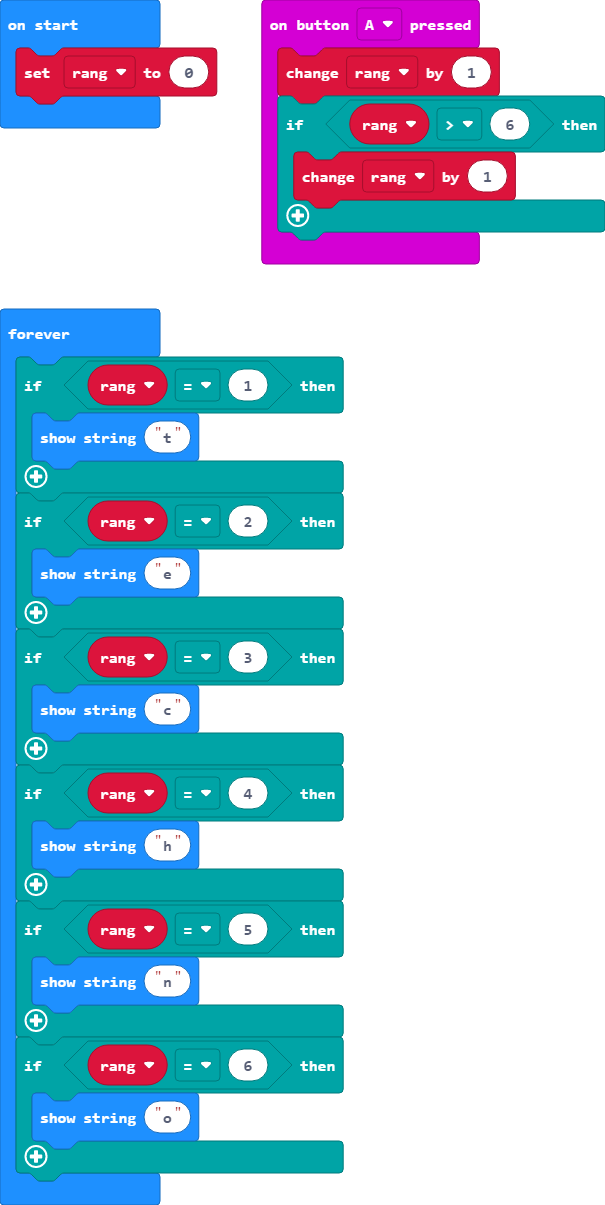 on start
set rang to 0
on button A pressed
change rang by 1
if rang > 6 then
change rang by 1
forever
if rang = 1 then
show string "t"
if rang = 2 then
show string "e"
if rang = 3 then
show string "c"
if rang = 4 then
show string "h"
if rang = 5 then
show string "n"
if rang = 6 then
show string "o"